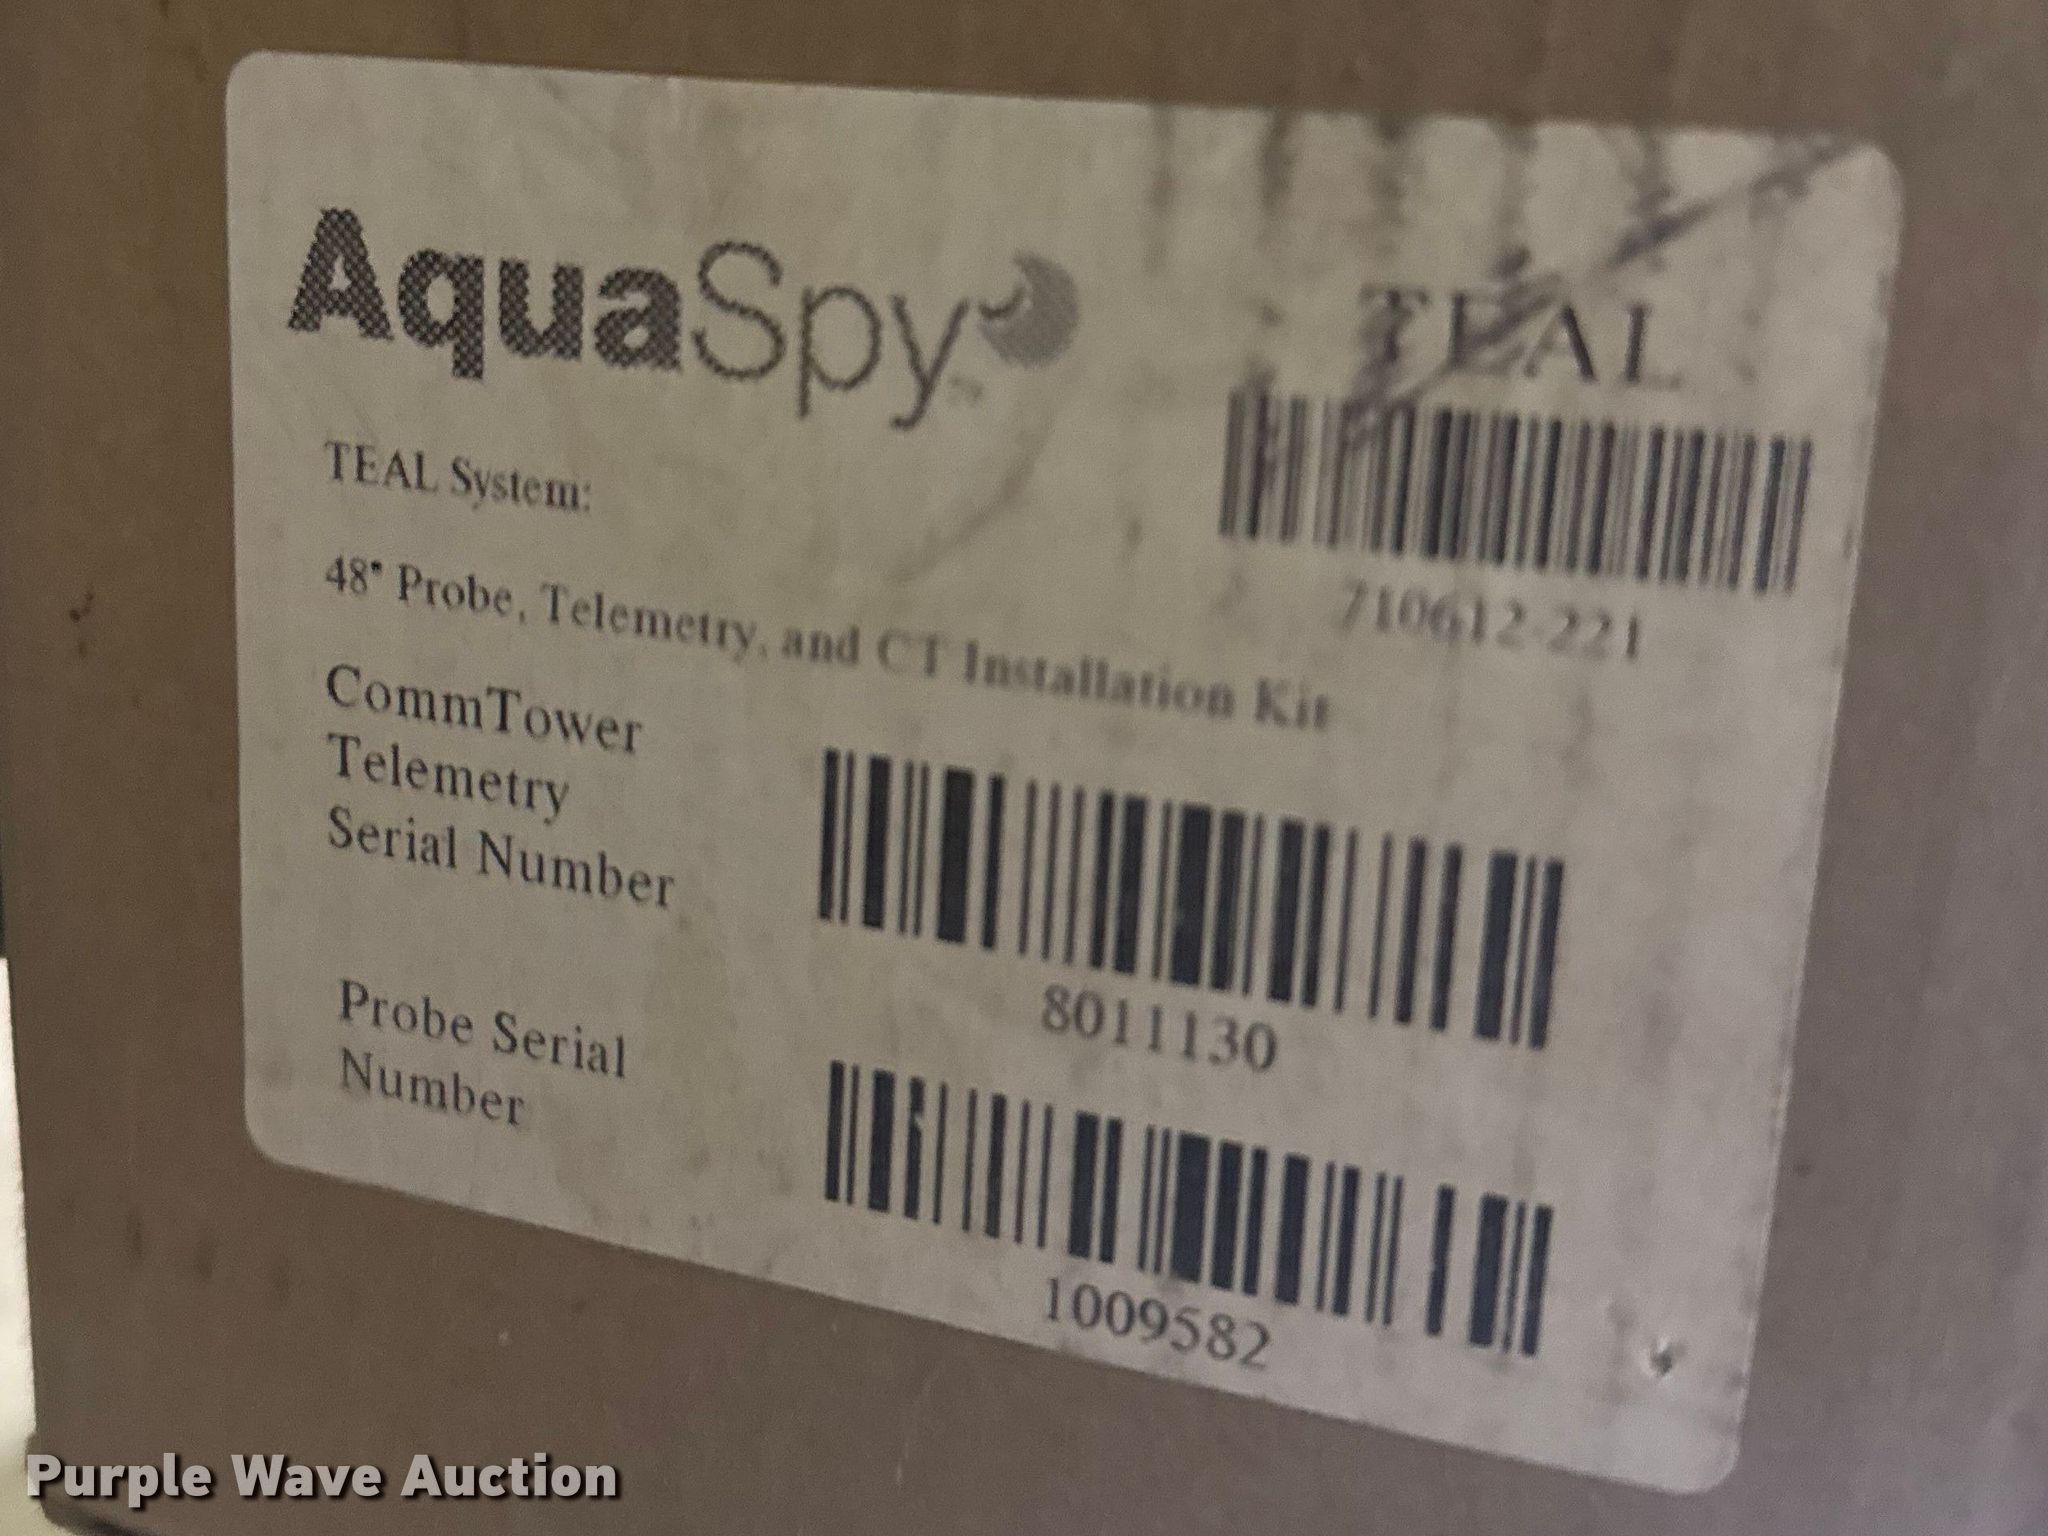 AquaSpy
TEAL
710612-221
TEAL System:
48" Probe, Telemetry, and CT Installation Kit
CommTower
Telemetry
Serial Number
8011130
Probe Serial
Number
1009582
Purple Wave Auction